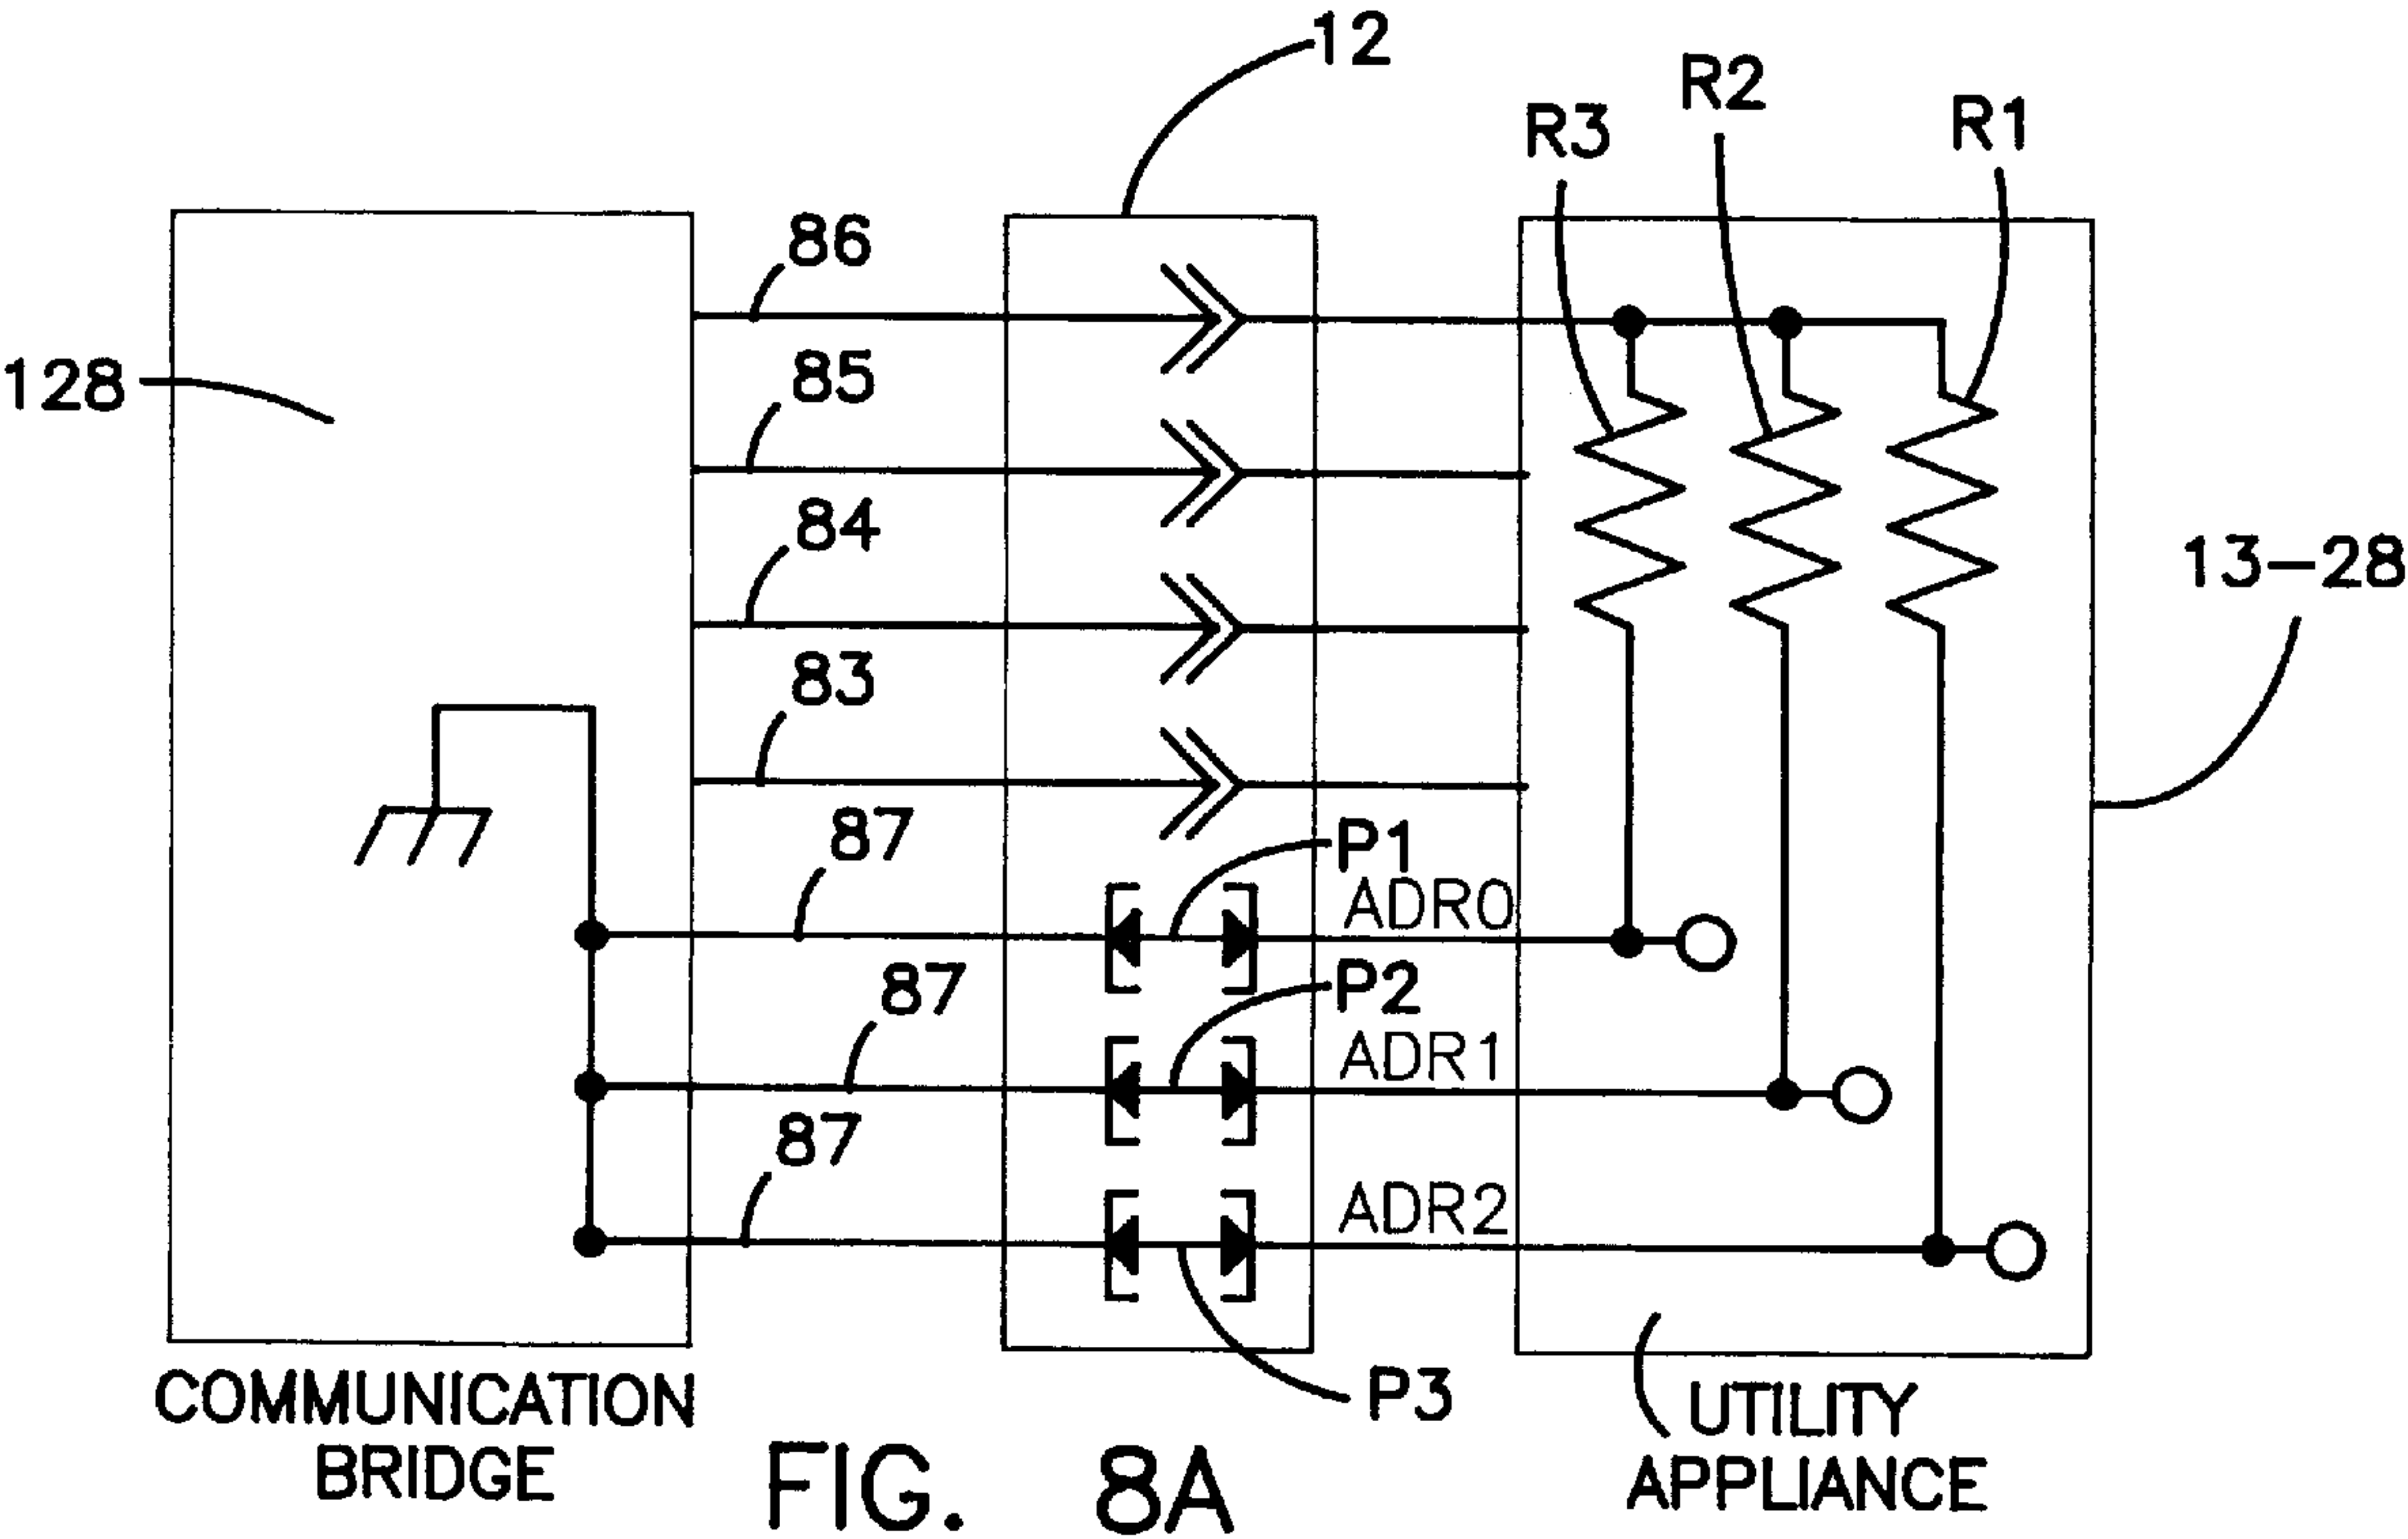 12
R3
R2
R1
86
128
85
84
13-28
83
87
P1
ADR0
87
P2
ADR1
87
ADR2
P3
COMMUNICATION
BRIDGE
UTILITY
APPLIANCE
FIG. 8A